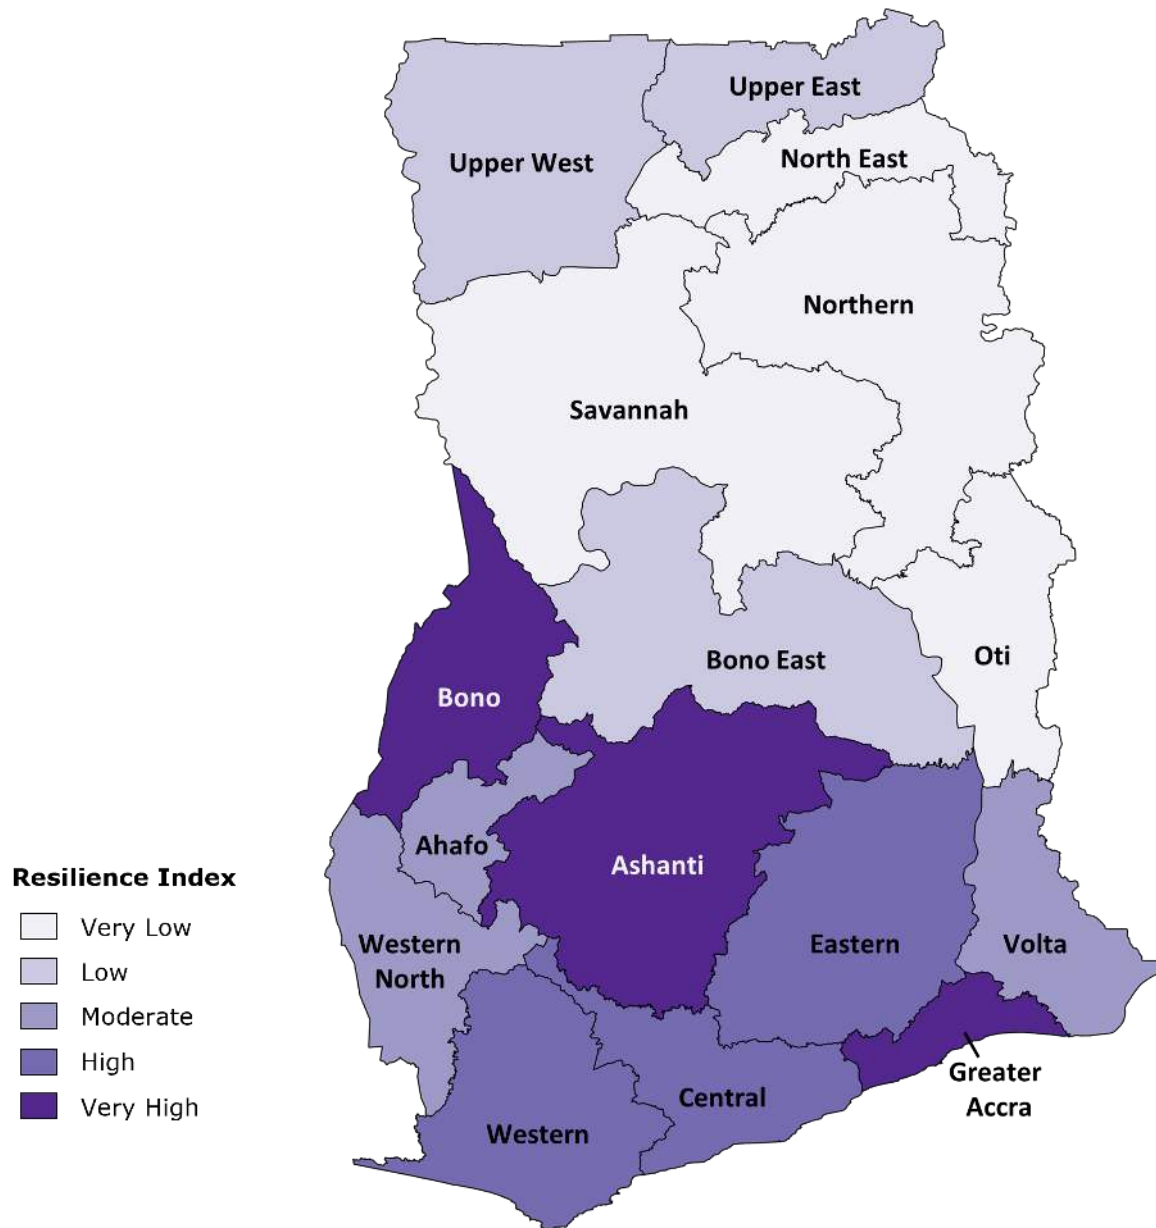 Upper East
North East
Upper West
Northern
Savannah
Bono East
Oti
Bono
Ahafo
Ashanti
Western
North
Eastern
Volta
Greater
Accra
Central
Western
Resilience Index
Very Low
Low
Moderate
High
Very High